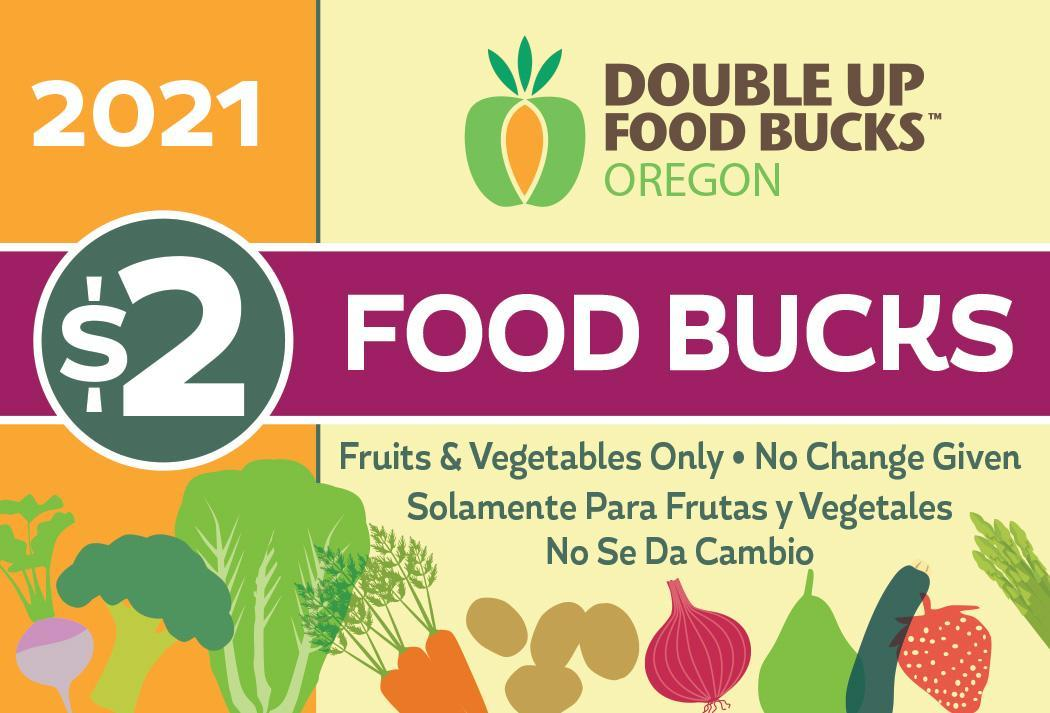 2021
DOUBLE UP
FOOD BUCKS™
OREGON
$2
FOOD BUCKS
Fruits & Vegetables Only • No Change Given
Solamente Para Frutas y Vegetales
No Se Da Cambio